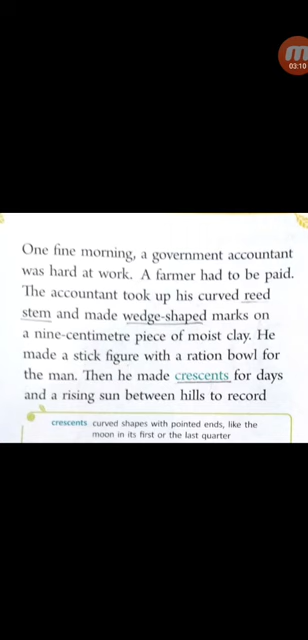 03:10
One fine morning, a government accountant
was hard at work. A farmer had to be paid.
The accountant took up his curved reed
stem and made wedge-shaped marks on
a nine-centimetre piece of moist clay. He
made a stick figure with a ration bowl for
the man. Then he made crescents for days
and a rising sun between hills to record
crescents curved shapes with pointed ends, like the
moon in its first or the last quarter